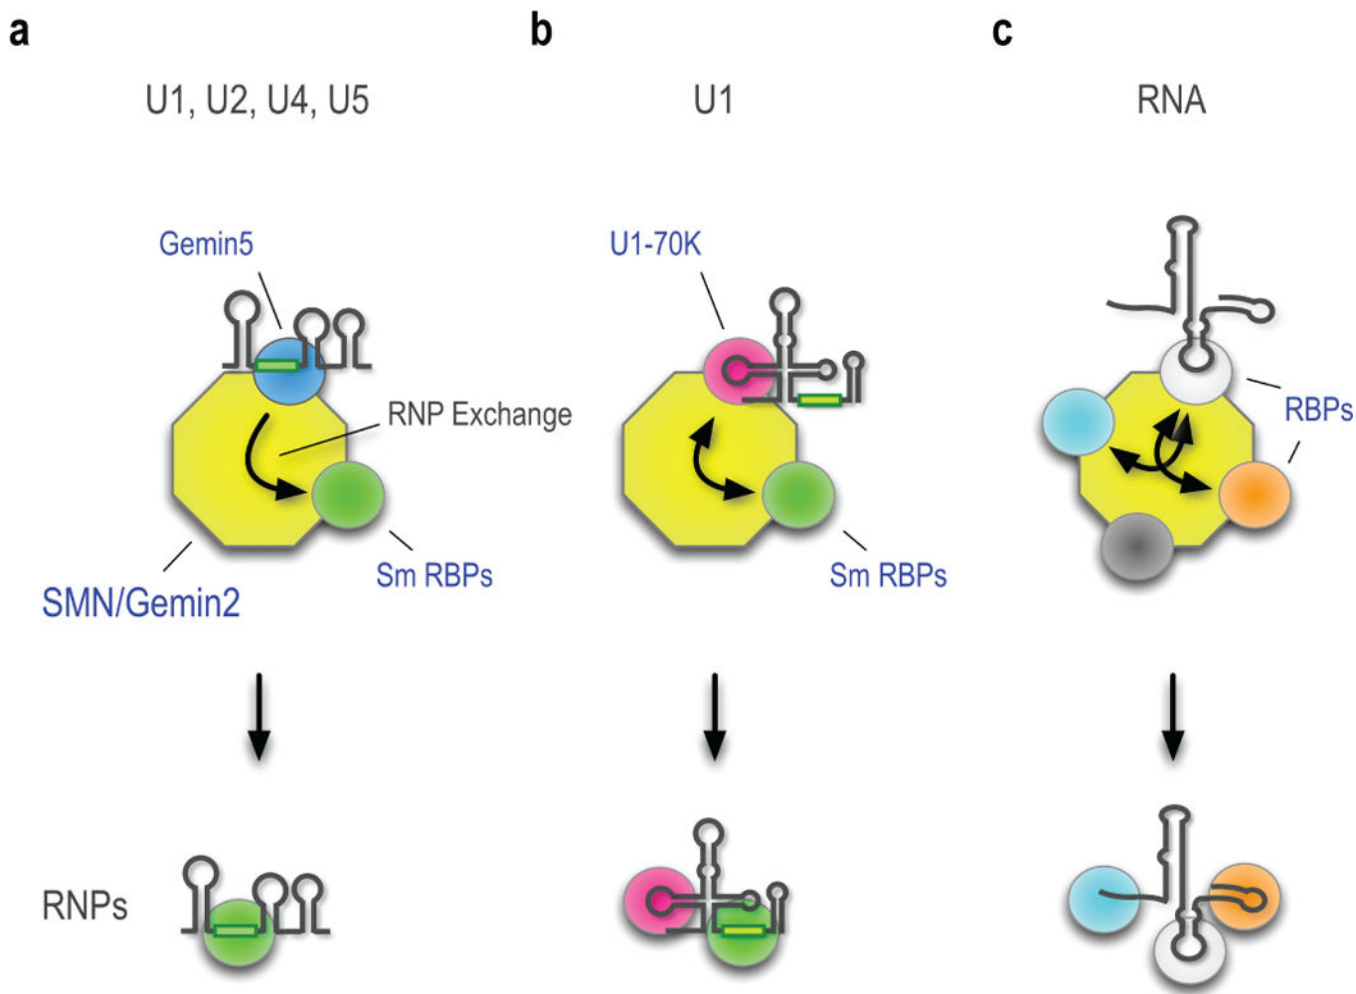 a
b
c
U1, U2, U4, U5
U1
RNA
Gemin5
U1-70K
RNP Exchange
RBPs
Sm RBPs
Sm RBPs
SMN/Gemin2
RNPs